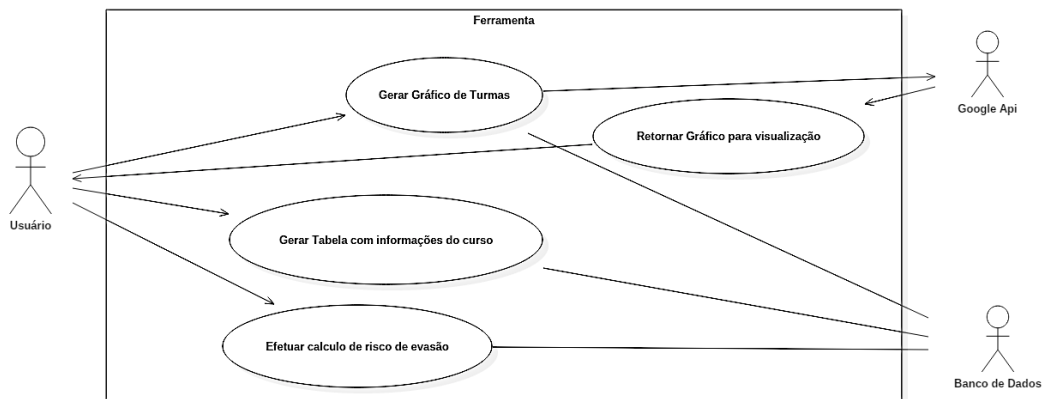 Ferramenta
Gerar Gráfico de Turmas
Google Api
Retornar Gráfico para visualização
Usuário
Gerar Tabela com informações do curso
Efetuar calculo de risco de evasão
Banco de Dados